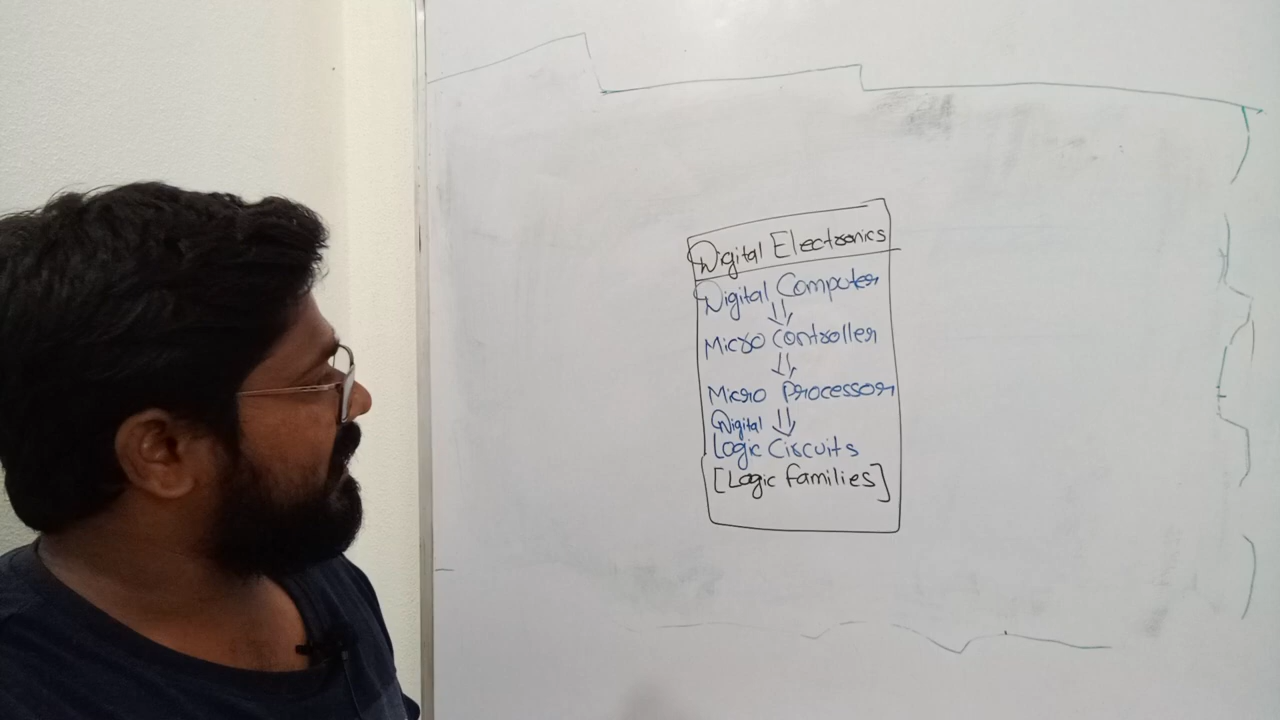 Digital Electronics
Digital Computer
Micro Controller
Micro Processor
Digital
Logic Circuits
[Logic families]